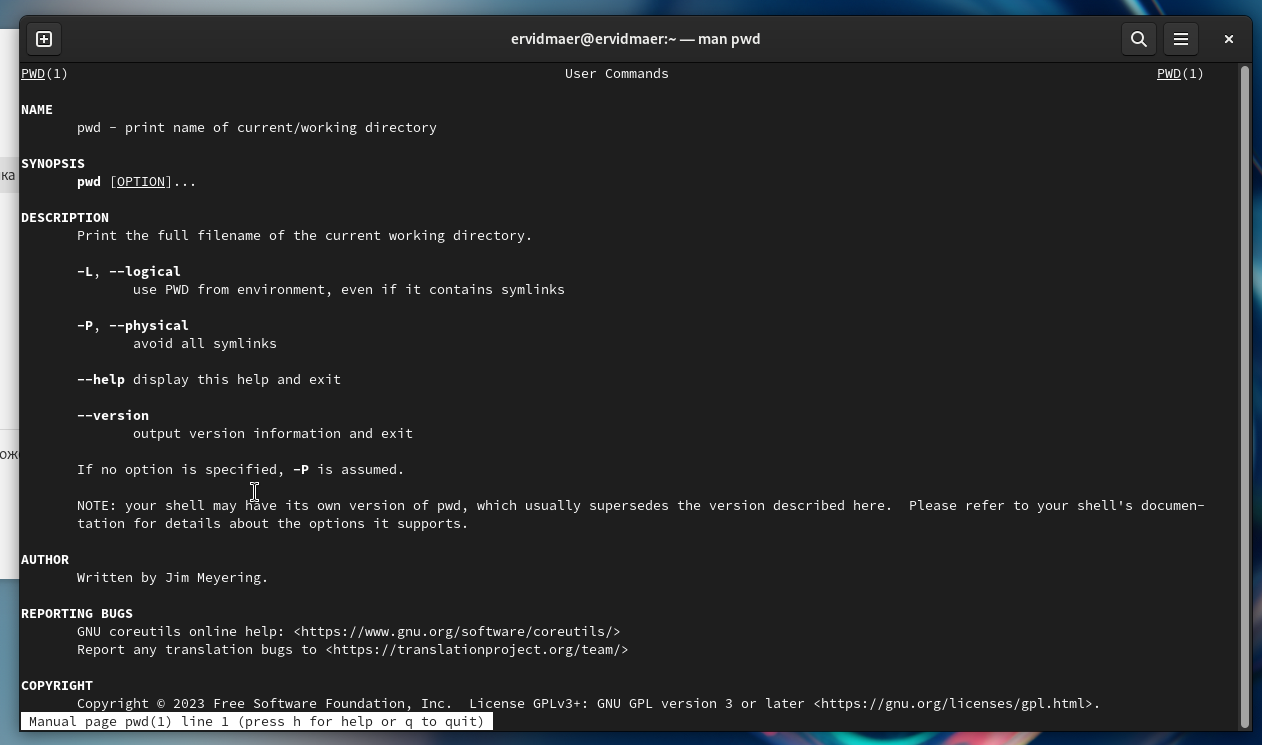 ervidmaer@ervidmaer:~ — man pwd
PWD(1) User Commands PWD(1)
NAME
pwd - print name of current/working directory
SYNOPSIS
pwd [OPTION]...
DESCRIPTION
Print the full filename of the current working directory.
-L, --logical
use PWD from environment, even if it contains symlinks
-P, --physical
avoid all symlinks
--help display this help and exit
--version
output version information and exit
If no option is specified, -P is assumed.
NOTE: your shell may have its own version of pwd, which usually supersedes the version described here.  Please refer to your shell's documen-
tation for details about the options it supports.
AUTHOR
Written by Jim Meyering.
REPORTING BUGS
GNU coreutils online help: <https://www.gnu.org/software/coreutils/>
Report any translation bugs to <https://translationproject.org/team/>
COPYRIGHT
Copyright © 2023 Free Software Foundation, Inc.  License GPLv3+: GNU GPL version 3 or later <https://gnu.org/licenses/gpl.html>.
Manual page pwd(1) line 1 (press h for help or q to quit)
ка